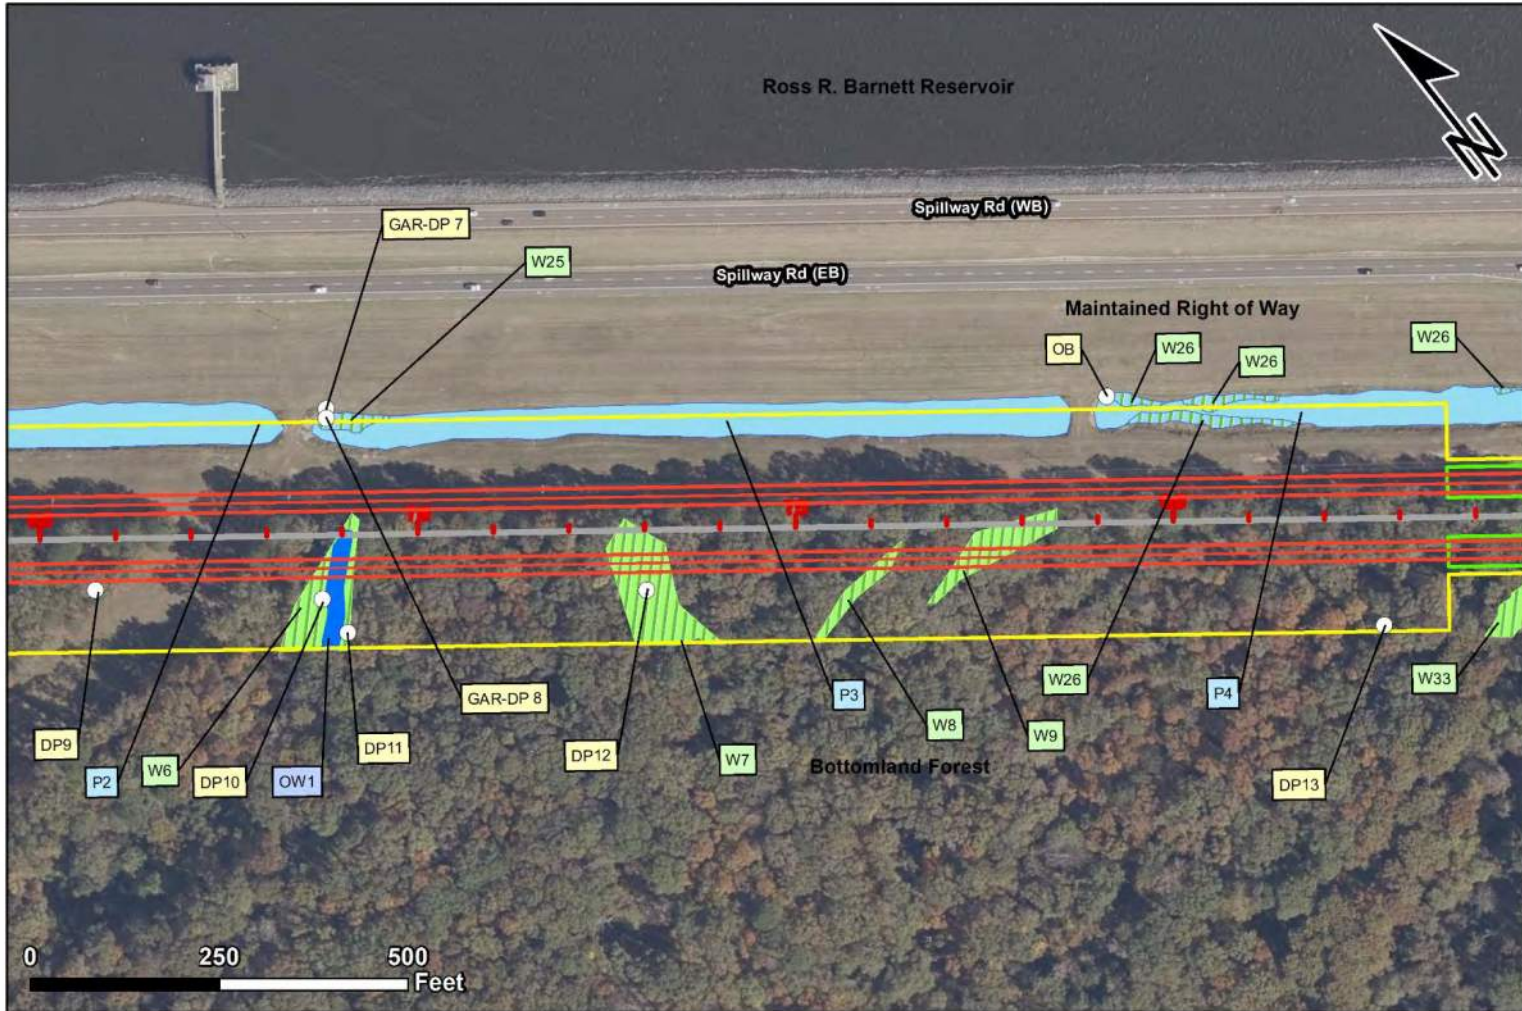 Ross R. Barnett Reservoir
N
Spillway Rd (WB)
GAR-DP 7
W25
Spillway Rd (EB)
Maintained Right of Way
OB
W26
W26
W26
GAR-DP 8
P3
W26
P4
W33
DP9
W6
P2
DP10
OW1
DP11
DP12
W7
W8
W9
Bottomland Forest
DP13
0 250 500
Feet